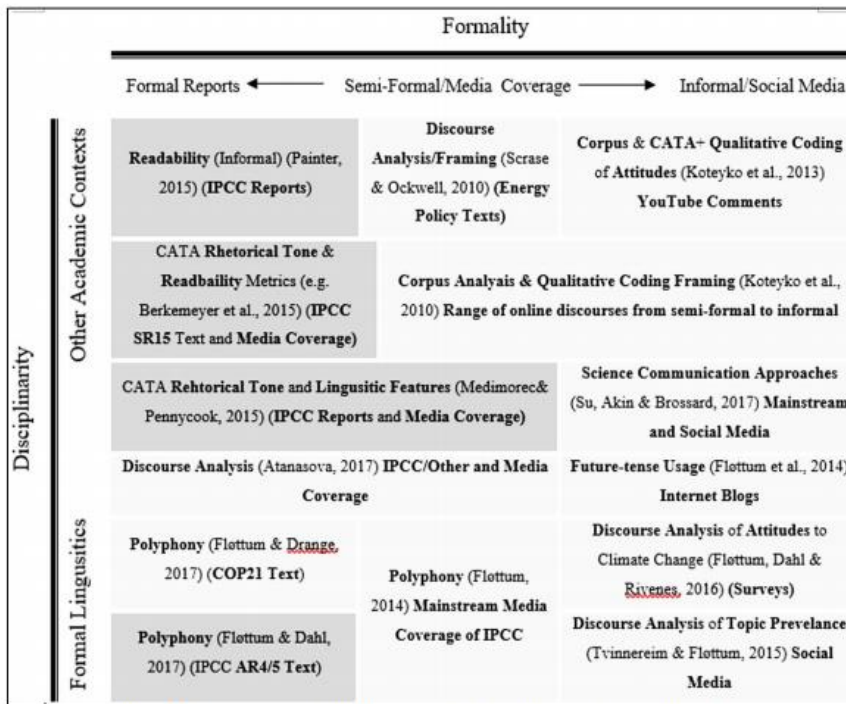 Formality
Formal Reports
Semi-Formal/Media Coverage
Informal/Social Media
Disciplinarity
Other Academic Contexts
Readability (Informal) (Painter,
2015) (IPCC Reports)
Discourse
Analysis/Framing (Scrase
& Ockwell, 2010) (Energy
Policy Texts)
Corpus & CATA+ Qualitative Coding
of Attitudes (Koteyko et al., 2013)
YouTube Comments
CATA Rhetorical Tone &
Readbaility Metrics (e.g.
Berkemeyer et al., 2015) (IPCC
SR15 Text and Media Coverage)
Corpus Analyais & Qualitative Coding Framing (Koteyko et al.,
2010) Range of online discourses from semi-formal to informal
CATA Rehtorical Tone and Lingusitic Features (Medimorec&
Pennycook, 2015) (IPCC Reports and Media Coverage)
Science Communication Approaches
(Su, Akin & Brossard, 2017) Mainstream
and Social Media
Discourse Analysis (Atanasova, 2017) IPCC/Other and Media
Coverage
Future-tense Usage (Fløttum et al., 2014)
Internet Blogs
Formal Lingusitics
Polyphony (Fløttum & Drange,
2017) (COP21 Text)
Polyphony (Fløttum,
2014) Mainstream Media
Coverage of IPCC
Discourse Analysis of Attitudes to
Climate Change (Fløttum, Dahl &
Rivenes, 2016) (Surveys)
Polyphony (Fløttum & Dahl,
2017) (IPCC AR4/5 Text)
Discourse Analysis of Topic Prevelance
(Tvinnereim & Fløttum, 2015) Social
Media